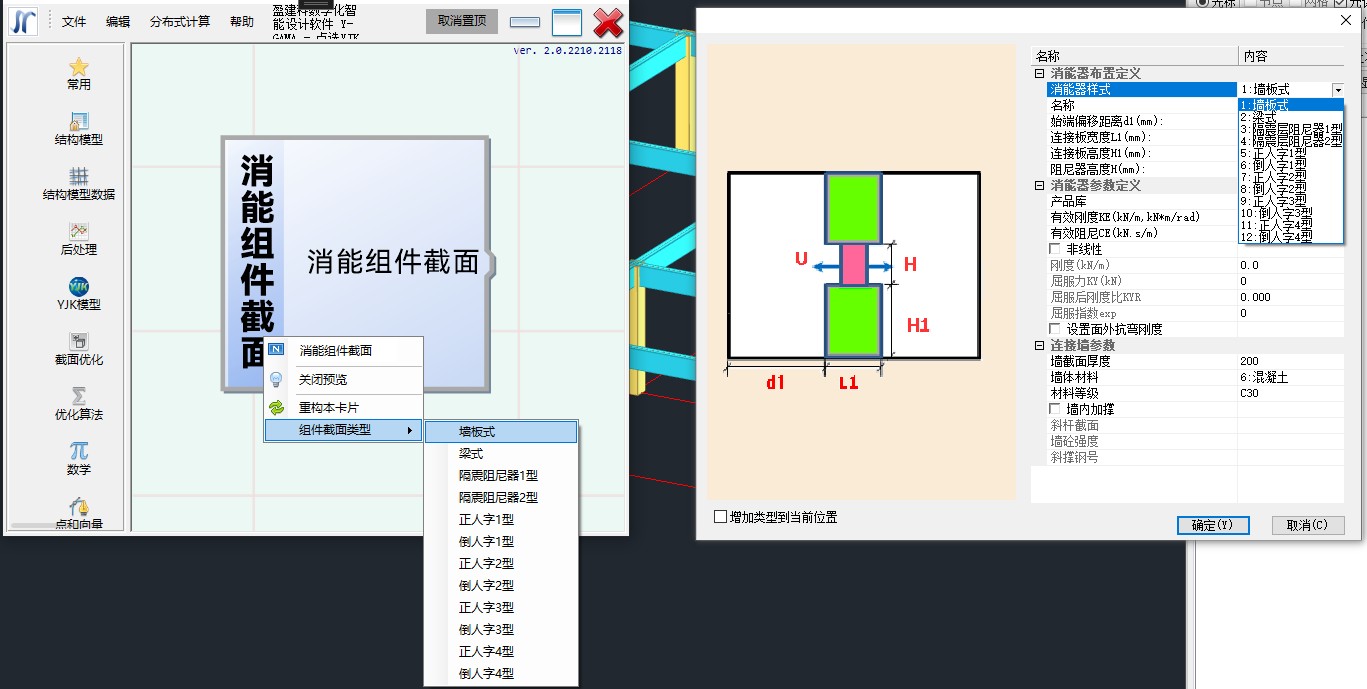 文件 编辑 分布式计算 帮助
盈建科数字化智
能设计软件 Y-
GAMA - 点选YJK
取消置顶
ver. 2.0.2210.2118
常用
结构模型
结构模型数据
后处理
YJK
YJK模型
截面优化
优化算法
数学
点和向量
消能组件截面
消能组件截面
消能组件截面
关闭预览
重构本卡片
组件截面类型
墙板式
梁式
隔震阻尼器1型
隔震阻尼器2型
正人字1型
倒人字1型
正人字2型
倒人字2型
正人字3型
倒人字3型
正人字4型
倒人字4型
U
H
H1
d1
L1
增加类型到当前位置
名称 内容
消能器布置定义
消能器样式 1:墙板式
名称
始端偏移距离d1(mm):
连接板宽度L1(mm):
连接板高度H1(mm):
阻尼器高度H(mm):
消能器参数定义
产品库
有效刚度KE(kN/m,kN*m/rad)
有效阻尼CE(kN.s/m)
1:墙板式
2:梁式
3:隔震层阻尼器1型
4:隔震层阻尼器2型
5:正人字1型
6:倒人字1型
7:正人字2型
8:倒人字2型
9:正人字3型
10:倒人字3型
11:正人字4型
12:倒人字4型
非线性
刚度(kN/m) 0.0
屈服力KY(kN) 0
屈服后刚度比KYR 0.000
屈服指数exp 0
设置面外抗弯刚度
连接墙参数
墙截面厚度 200
墙体材料 6:混凝土
材料等级 C30
墙内加撑
斜杆截面
墙砼强度
斜撑钢号
确定(Y) 取消(C)